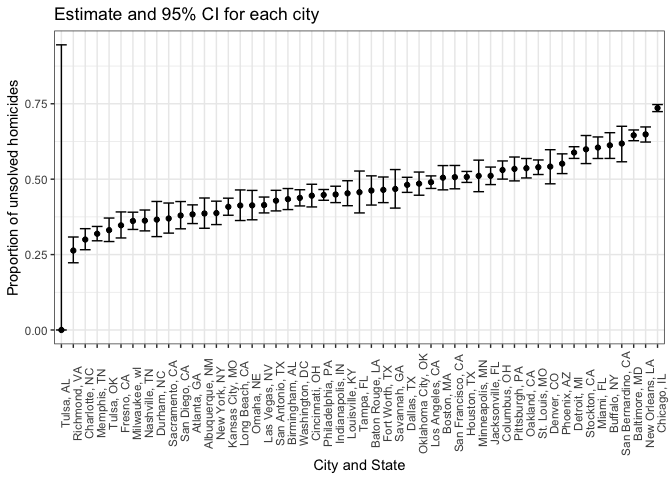 Estimate and 95% CI for each city
Proportion of unsolved homicides
0.75
0.50
0.25
0.00
Tulsa, AL
Richmond, VA
Charlotte, NC
Memphis, TN
Tulsa, OK
Fresno, CA
Milwaukee, wI
Nashville, TN
Durham, NC
Sacramento, CA
San Diego, CA
Atlanta, GA
Albuquerque, NM
New York, NY
Kansas City, MO
Long Beach, CA
Omaha, NE
Las Vegas, NV
San Antonio, TX
Birmingham, AL
Washington, DC
Cincinnati, OH
Philadelphia, PA
Indianapolis, IN
Louisville, KY
Tampa, FL
Baton Rouge, LA
Fort Worth, TX
Savannah, GA
Dallas, TX
Oklahoma City, OK
Los Angeles, CA
Boston, MA
San Francisco, CA
Houston, TX
Minneapolis, MN
Jacksonville, FL
Columbus, OH
Pittsburgh, PA
Oakland, CA
St. Louis, MO
Denver, CO
Phoenix, AZ
Detroit, MI
Stockton, CA
Miami, FL
Buffalo, NY
San Bernardino, CA
Baltimore, MD
New Orleans, LA
Chicago, IL
City and State